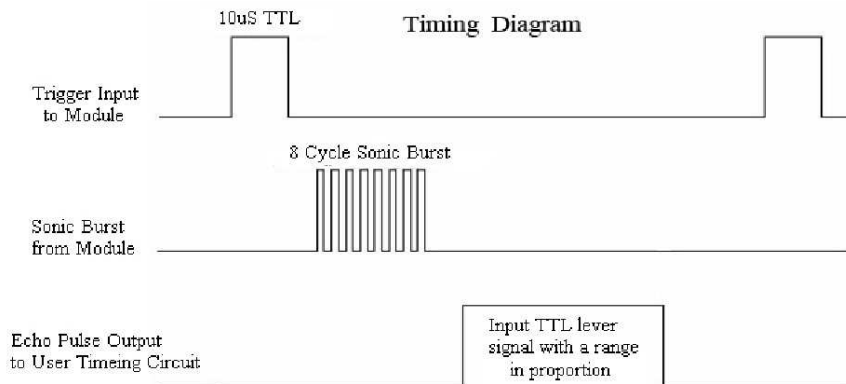 10uS TTL
Timing Diagram
Trigger Input
to Module
8 Cycle Sonic Burst
Sonic Burst
from Module
Echo Pulse Output
to User Timeing Circuit
Input TTL lever
signal with a range
in proportion